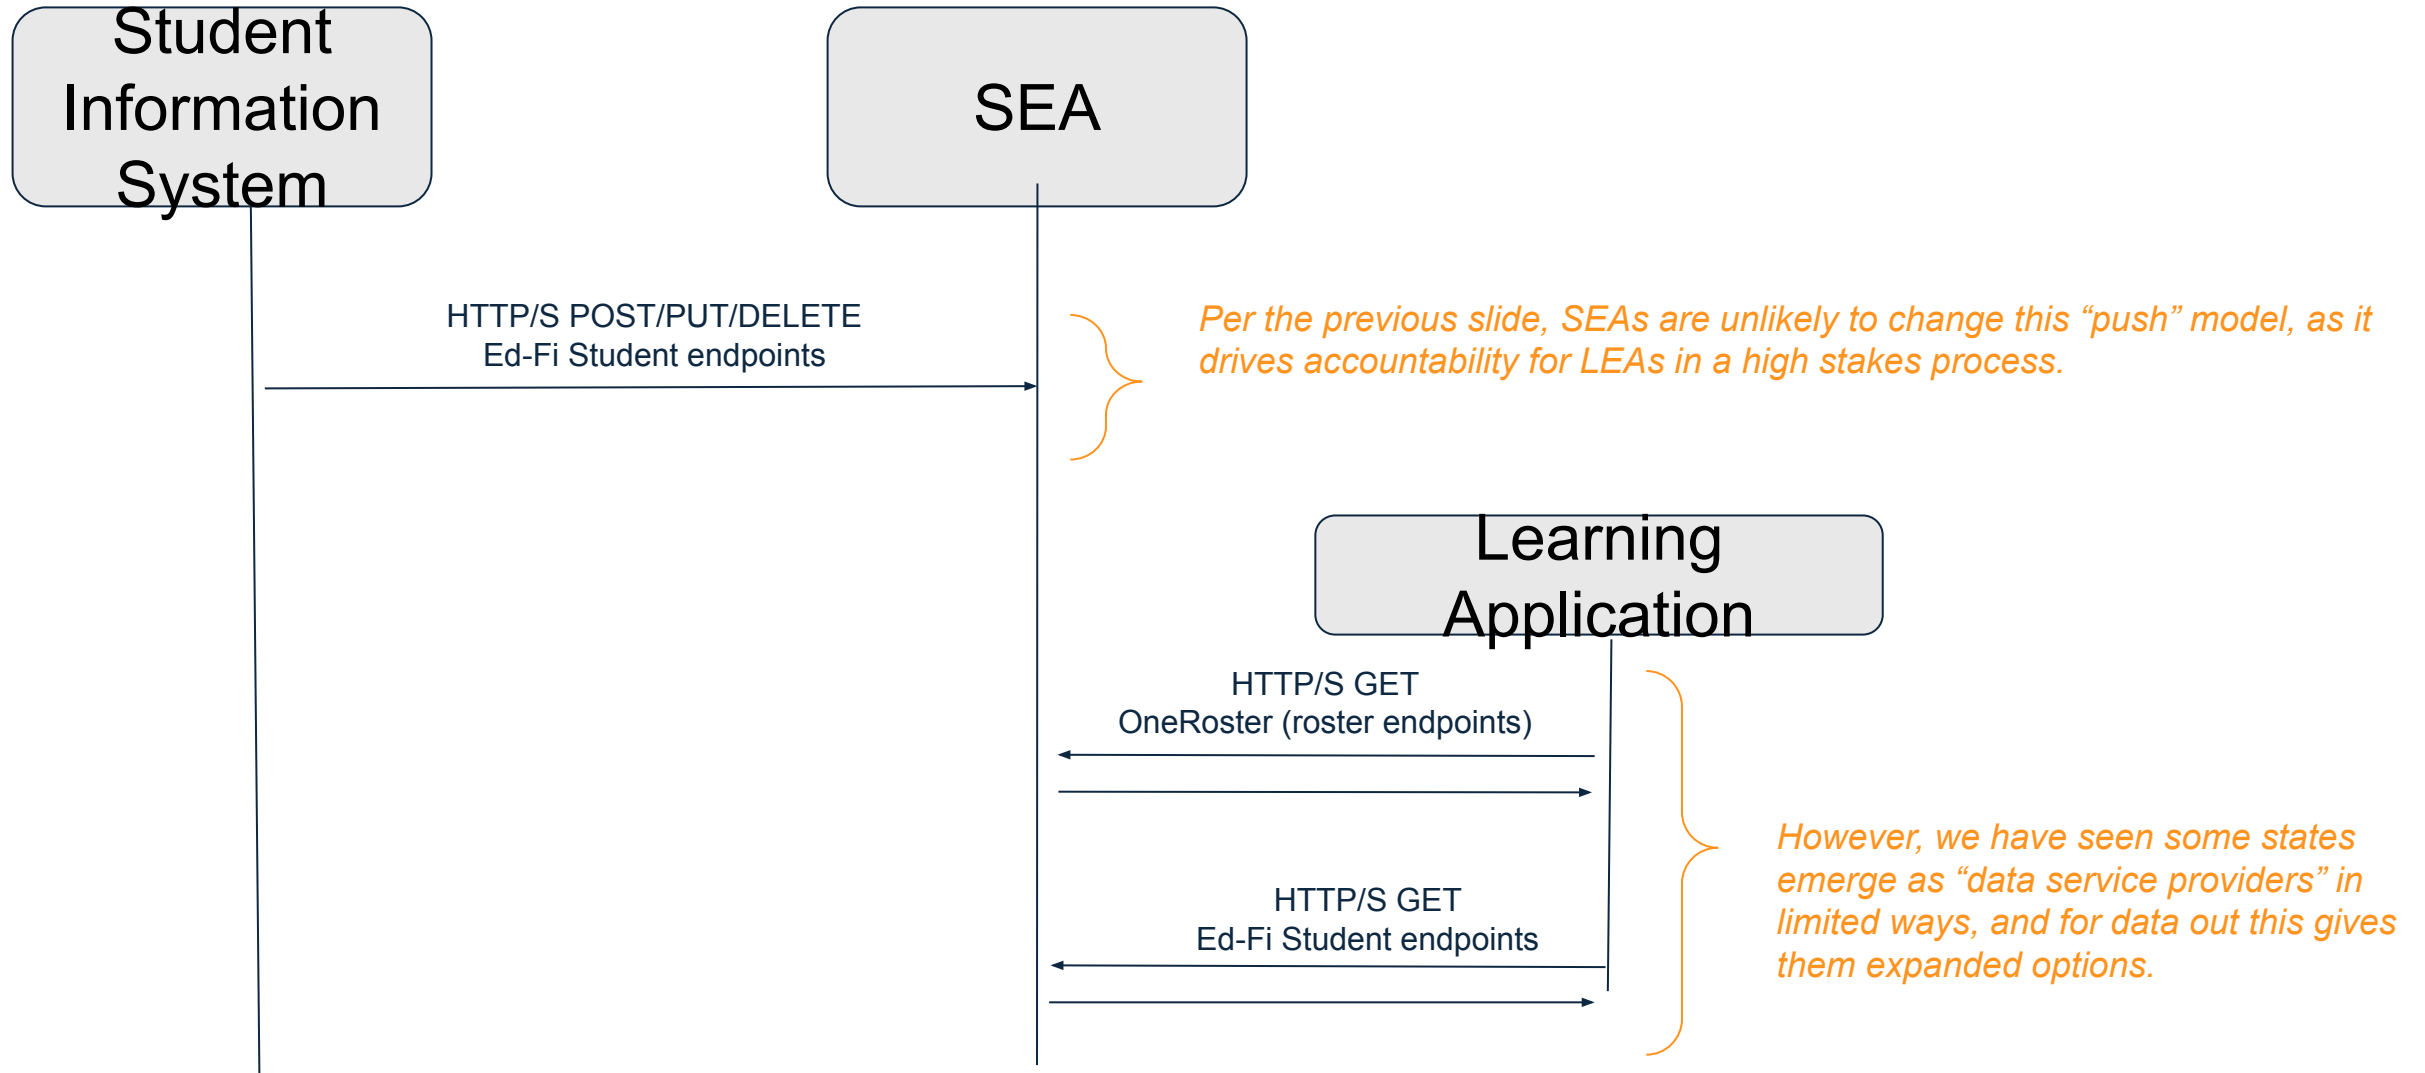 Student
Information
System
SEA
HTTP/S POST/PUT/DELETE
Ed-Fi Student endpoints
Per the previous slide, SEAs are unlikely to change this “push” model, as it
drives accountability for LEAs in a high stakes process.
Learning
Application
HTTP/S GET
OneRoster (roster endpoints)
HTTP/S GET
Ed-Fi Student endpoints
However, we have seen some states
emerge as “data service providers” in
limited ways, and for data out this gives
them expanded options.